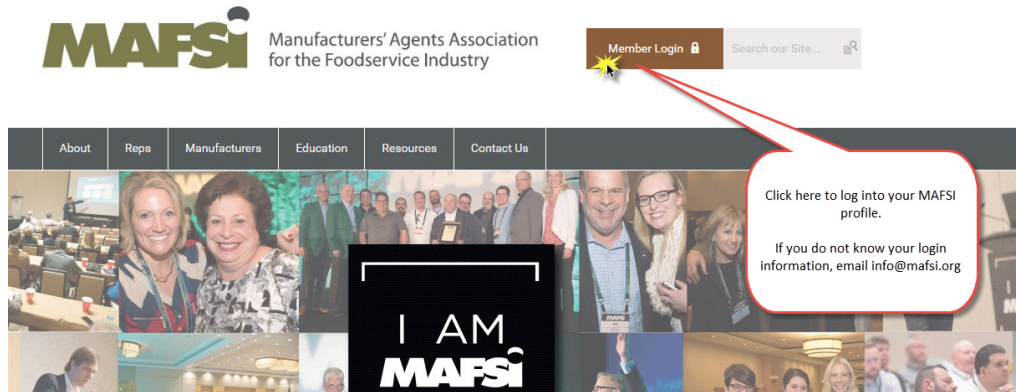 MAFSI
Manufacturers' Agents Association
for the Foodservice Industry
Member Login
Search our Site...
About
Reps
Manufacturers
Education
Resources
Contact Us
Click here to log into your MAFSI
profile.
If you do not know your login
information, email info@mafsi.org
I AM
MAFSI
MAFSI